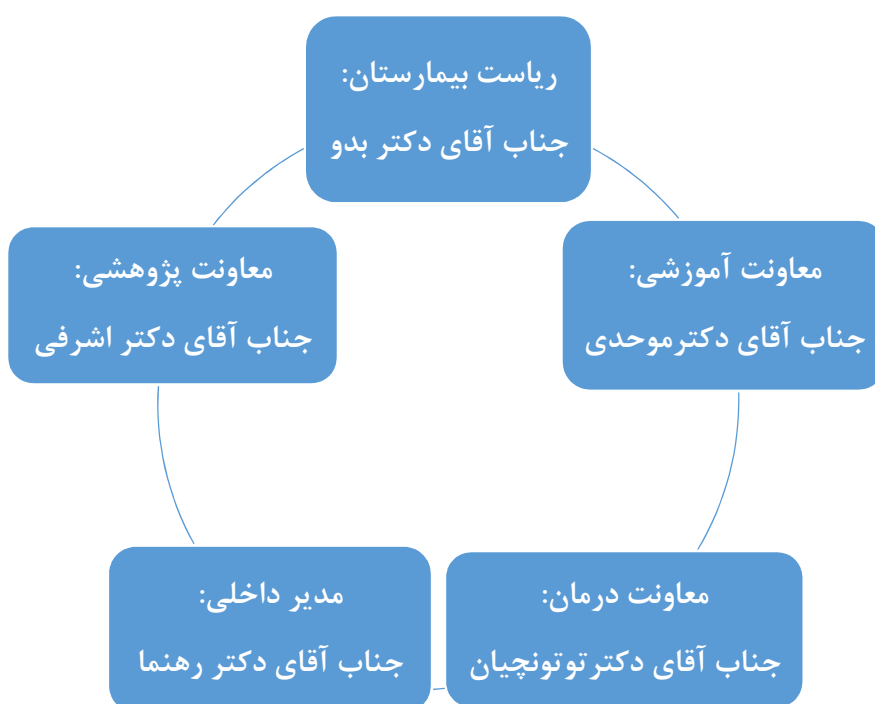 ریاست بیمارستان:
جناب آقای دکتر بدو
معاونت آموزشی:
جناب آقای دکترموحدی
معاونت درمان:
جناب آقای دکترتوتونچیان
مدیر داخلی:
جناب آقای دکتر رهنما
معاونت پژوهشی:
جناب آقای دکتر اشرفی